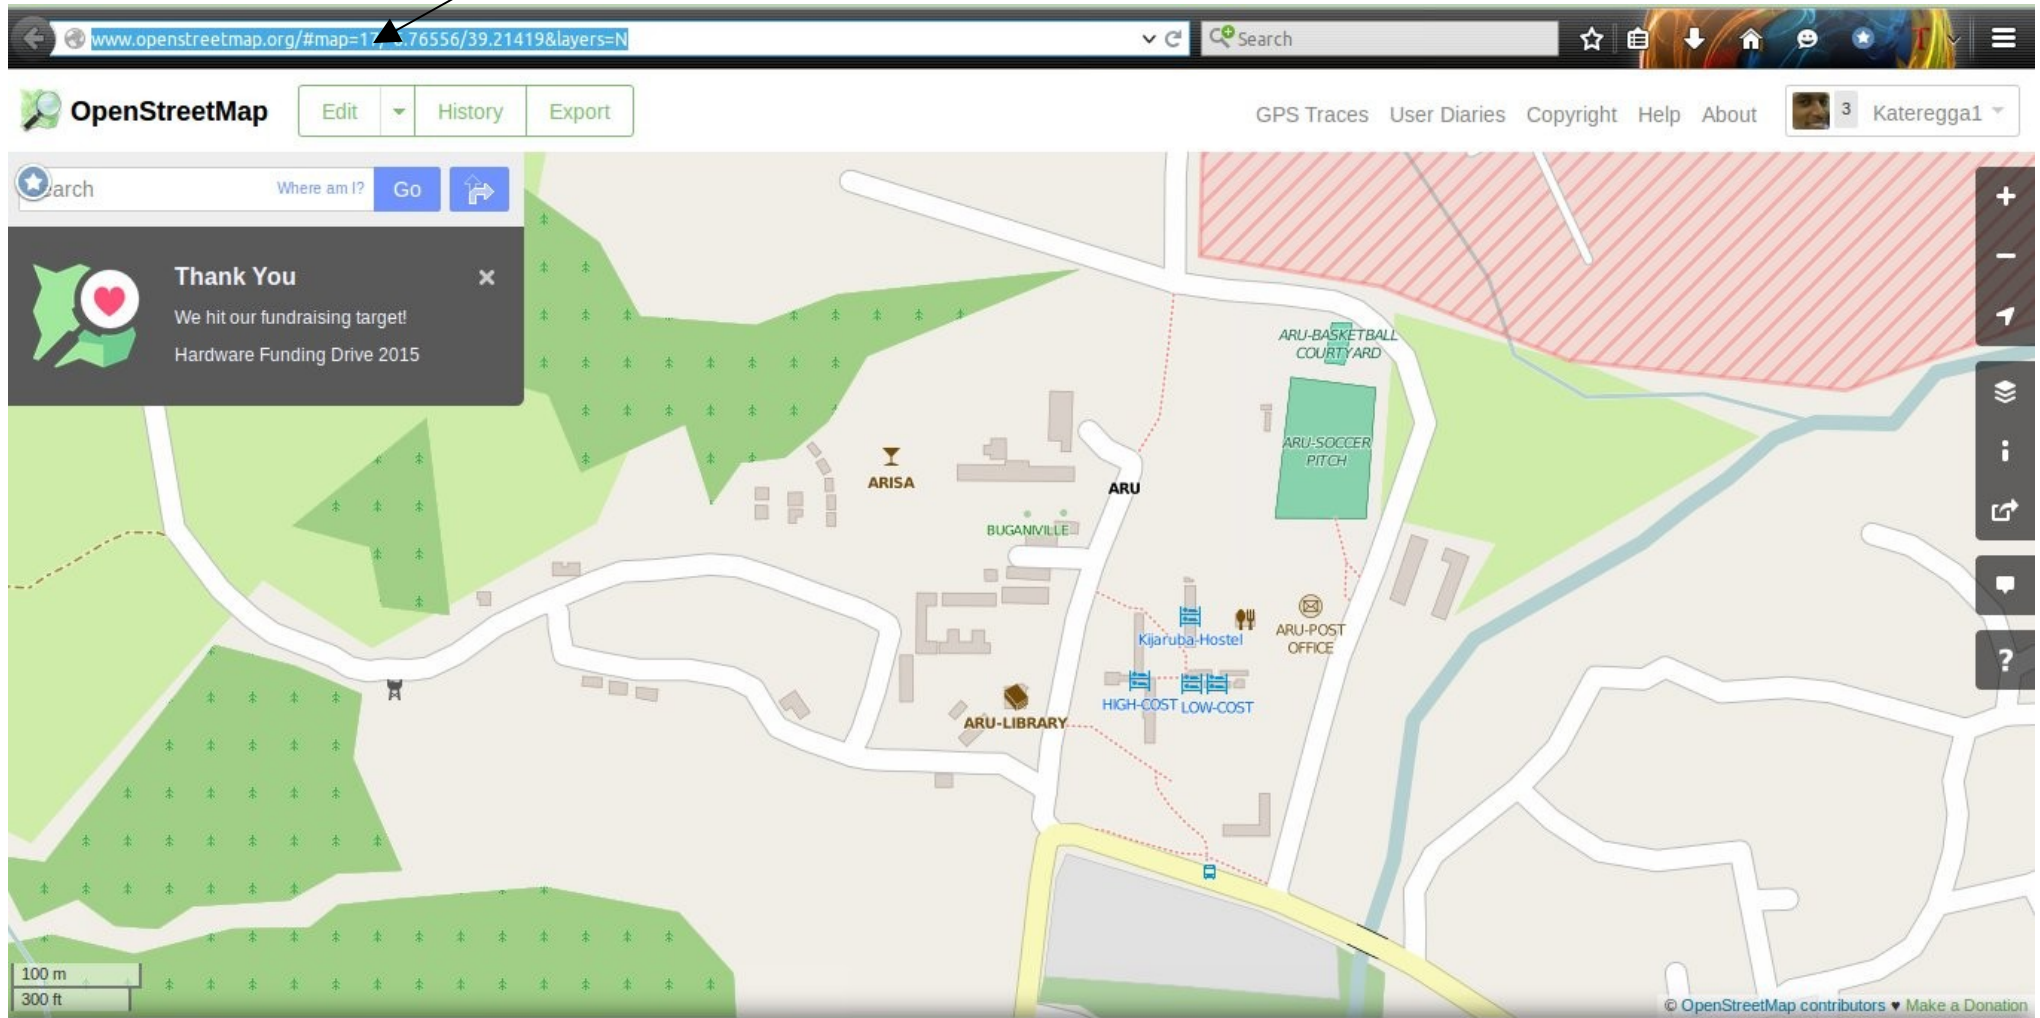 www.openstreetmap.org/#map=17/ .76556/39.21419&layers=N
Search
OpenStreetMap
Edit
History
Export
GPS Traces
User Diaries
Copyright
Help
About
3
Kateregga1
earch
Where am I?
Go
Thank You
We hit our fundraising target!
Hardware Funding Drive 2015
ARU-BASKETBALL
COURTYARD
ARU-SOCCER
PITCH
ARISA
ARU
BUGANIVILLE
Kijaruba-Hostel
ARU-POST
OFFICE
HIGH-COST
LOW-COST
ARU-LIBRARY
100 m
300 ft
© OpenStreetMap contributors ♥ Make a Donation